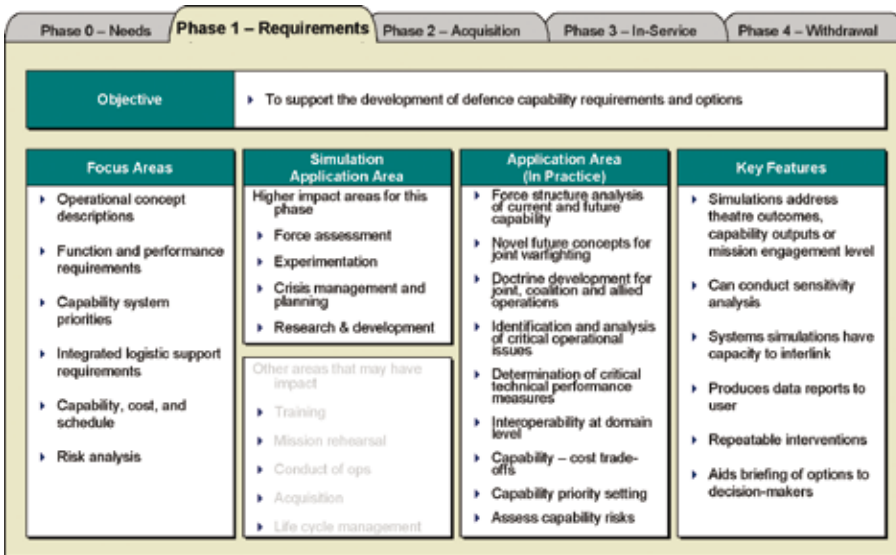 Phase 0 – Needs
Phase 1 – Requirements
Phase 2 – Acquisition
Phase 3 – In-Service
Phase 4 – Withdrawal
Objective
To support the development of defence capability requirements and options
Focus Areas
Operational concept
descriptions
Function and performance
requirements
Capability system
priorities
Integrated logistic support
requirements
Capability, cost, and
schedule
Risk analysis
Simulation
Application Area
Higher impact areas for this
phase
Force assessment
Experimentation
Crisis management and
planning
Research & development
Other areas that may have
impact
Training
Mission rehearsal
Conduct of ops
Acquisition
Life cycle management
Application Area
(In Practice)
Force structure analysis
of current and future
capability
Novel future concepts for
joint warfighting
Doctrine development for
joint, coalition and allied
operations
Identification and analysis
of critical operational
issues
Determination of critical
technical performance
measures
Interoperability at domain
level
Capability – cost trade-
offs
Capability priority setting
Assess capability risks
Key Features
Simulations address
theatre outcomes,
capability outputs or
mission engagement level
Can conduct sensitivity
analysis
Systems simulations have
capacity to interlink
Produces data reports to
user
Repeatable interventions
Aids briefing of options to
decision-makers